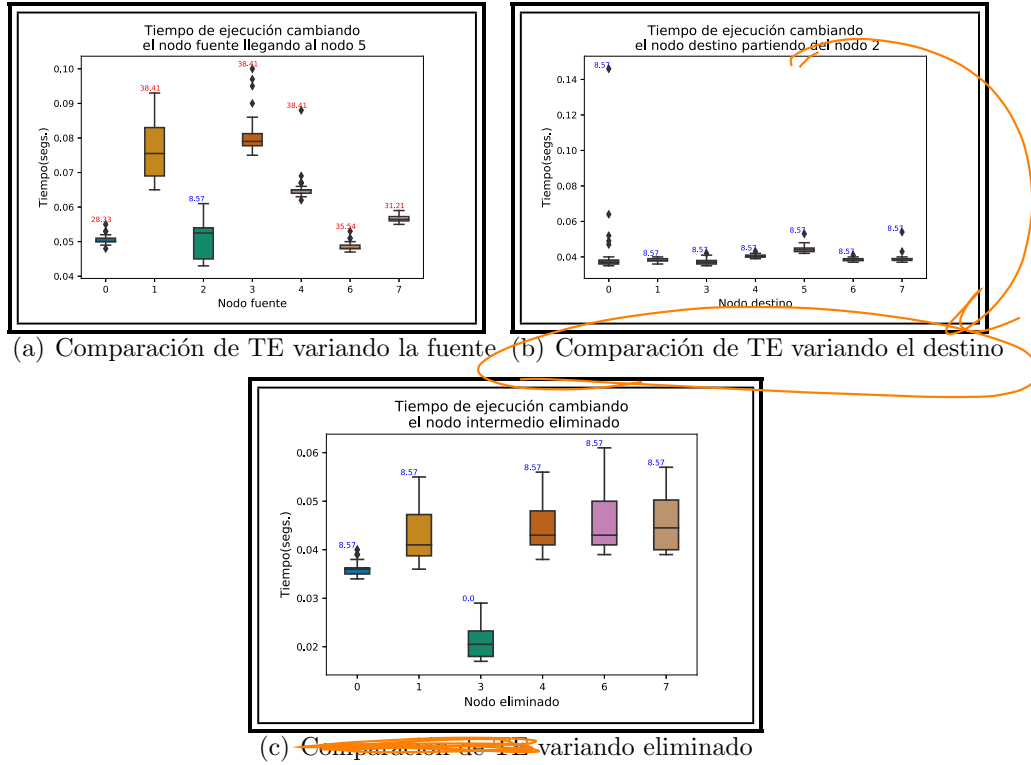 Tiempo de ejecución cambiando
el nodo fuente llegando al nodo 5
Tiempo(segs.)
0.10
0.09
0.08
0.07
0.06
0.05
0.04
28.33
38.41
8.57
38.41
38.41
35.54
31.21
0 1 2 3 4 6 7
Nodo fuente
(a) Comparación de TE variando la fuente
Tiempo de ejecución cambiando
el nodo destino partiendo del nodo 2
Tiempo(segs.)
0.14
0.12
0.10
0.08
0.06
0.04
8.57
8.57
8.57
8.57
8.57
8.57
8.57
0 1 3 4 5 6 7
Nodo destino
(b) Comparación de TE variando el destino
Tiempo de ejecución cambiando
el nodo intermedio eliminado
Tiempo(segs.)
0.06
0.05
0.04
0.03
0.02
8.57
8.57
0.0
8.57
8.57
8.57
0 1 3 4 6 7
Nodo eliminado
(c) Comparación de TE variando eliminado